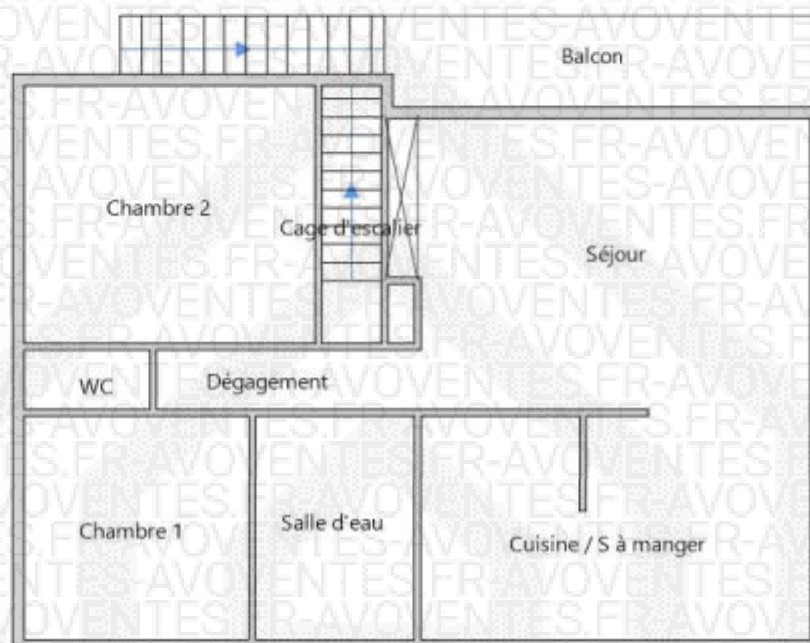 Balcon
Chambre 2
Cage d'escalier
Séjour
WC
Dégagement
Chambre 1
Salle d'eau
Cuisine / S à manger
AVOVENTES.FR